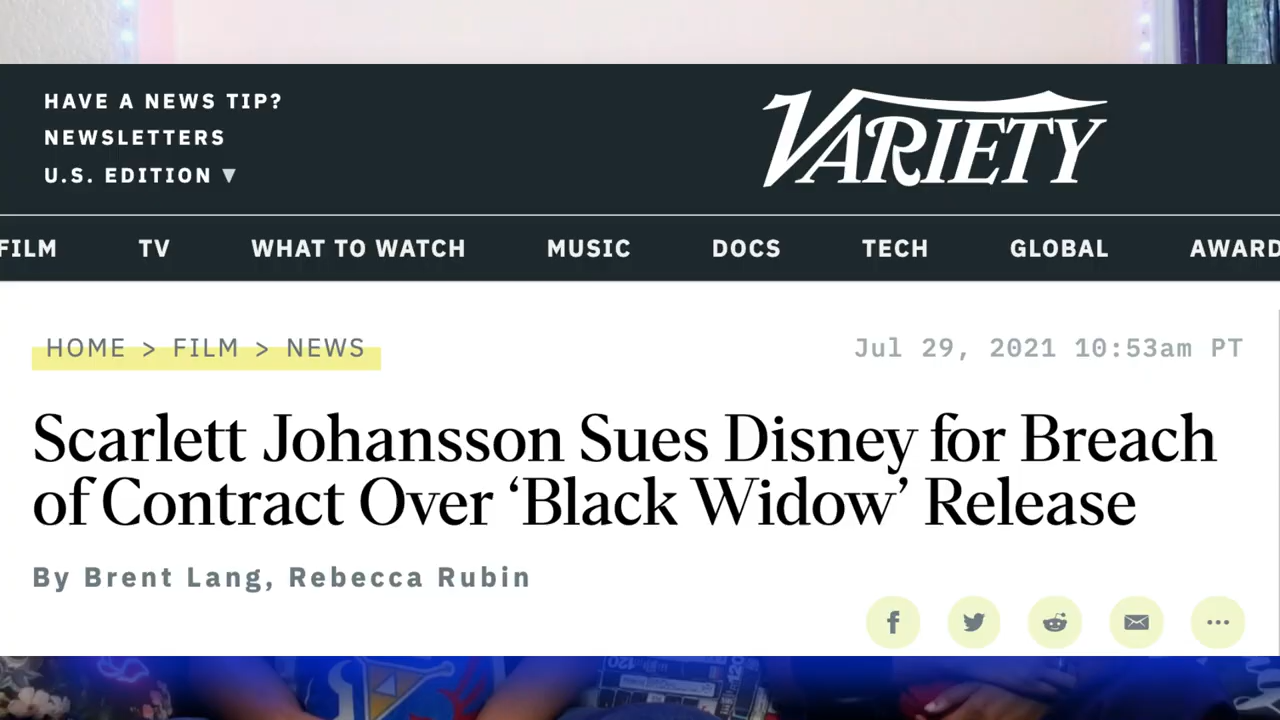 HAVE A NEWS TIP?
NEWSLETTERS
U.S. EDITION ▼
VARIETY
FILM TV WHAT TO WATCH MUSIC DOCS TECH GLOBAL AWARD
HOME > FILM > NEWS
Jul 29, 2021 10:53am PT
Scarlett Johansson Sues Disney for Breach
of Contract Over ‘Black Widow’ Release
By Brent Lang, Rebecca Rubin
120
120